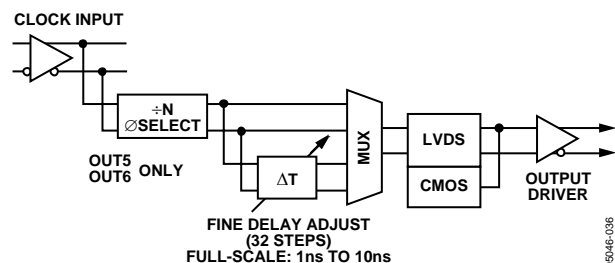 CLOCK INPUT
÷N
∅SELECT
OUT5
OUT6
ONLY
ΔT
MUX
LVDS
CMOS
OUTPUT
DRIVER
FINE DELAY ADJUST
(32 STEPS)
FULL-SCALE: 1ns TO 10ns
05046-036